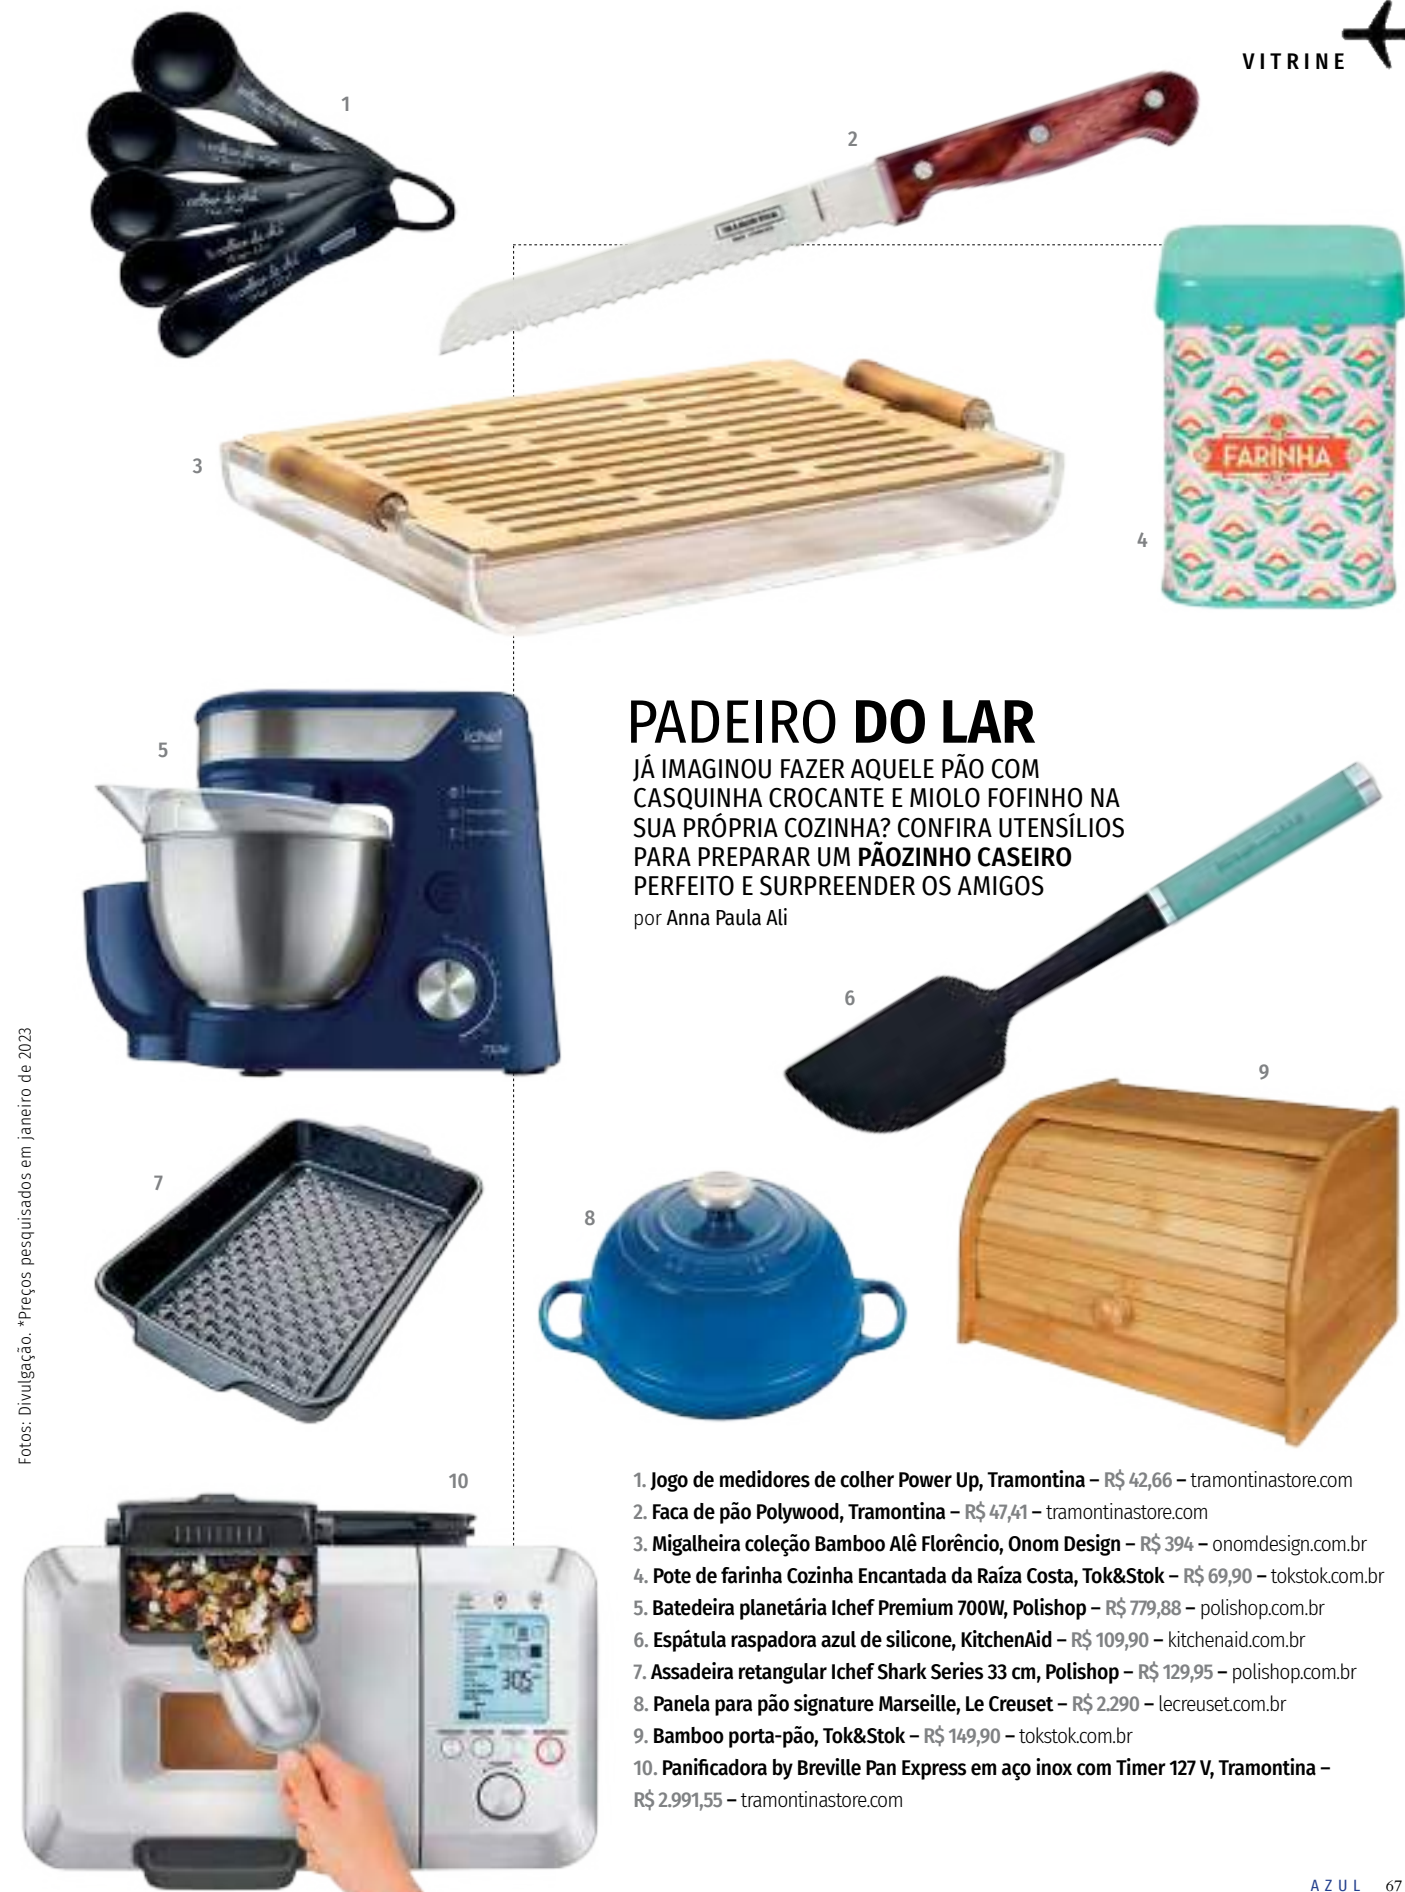 VITRINE
1
2
FARINHA
3
4
5
PADEIRO DO LAR
JÁ IMAGINOU FAZER AQUELE PÃO COM
CASQUINHA CROCANTE E MIOLO FOFINHO NA
SUA PRÓPRIA COZINHA? CONFIRA UTENSÍLIOS
PARA PREPARAR UM PÃOZINHO CASEIRO
PERFEITO E SURPREENDER OS AMIGOS
por Anna Paula Ali
6
7
8
9
10
1. Jogo de medidores de colher Power Up, Tramontina – R$ 42,66 – tramontinastore.com
2. Faca de pão Polywood, Tramontina – R$ 47,41 – tramontinastore.com
3. Migalheira coleção Bamboo Alê Florêncio, Onom Design – R$ 394 – onomdesign.com.br
4. Pote de farinha Cozinha Encantada da Raíza Costa, Tok&Stok – R$ 69,90 – tokstok.com.br
5. Batedeira planetária Ichef Premium 700W, Polishop – R$ 779,88 – polishop.com.br
6. Espátula raspadora azul de silicone, KitchenAid – R$ 109,90 – kitchenaid.com.br
7. Assadeira retangular Ichef Shark Series 33 cm, Polishop – R$ 129,95 – polishop.com.br
8. Panela para pão signature Marseille, Le Creuset – R$ 2.290 – lecreuset.com.br
9. Bamboo porta-pão, Tok&Stok – R$ 149,90 – tokstok.com.br
10. Panificadora by Breville Pan Express em aço inox com Timer 127 V, Tramontina –
R$ 2.991,55 – tramontinastore.com
Fotos: Divulgação. *Preços pesquisados em janeiro de 2023
AZUL 67